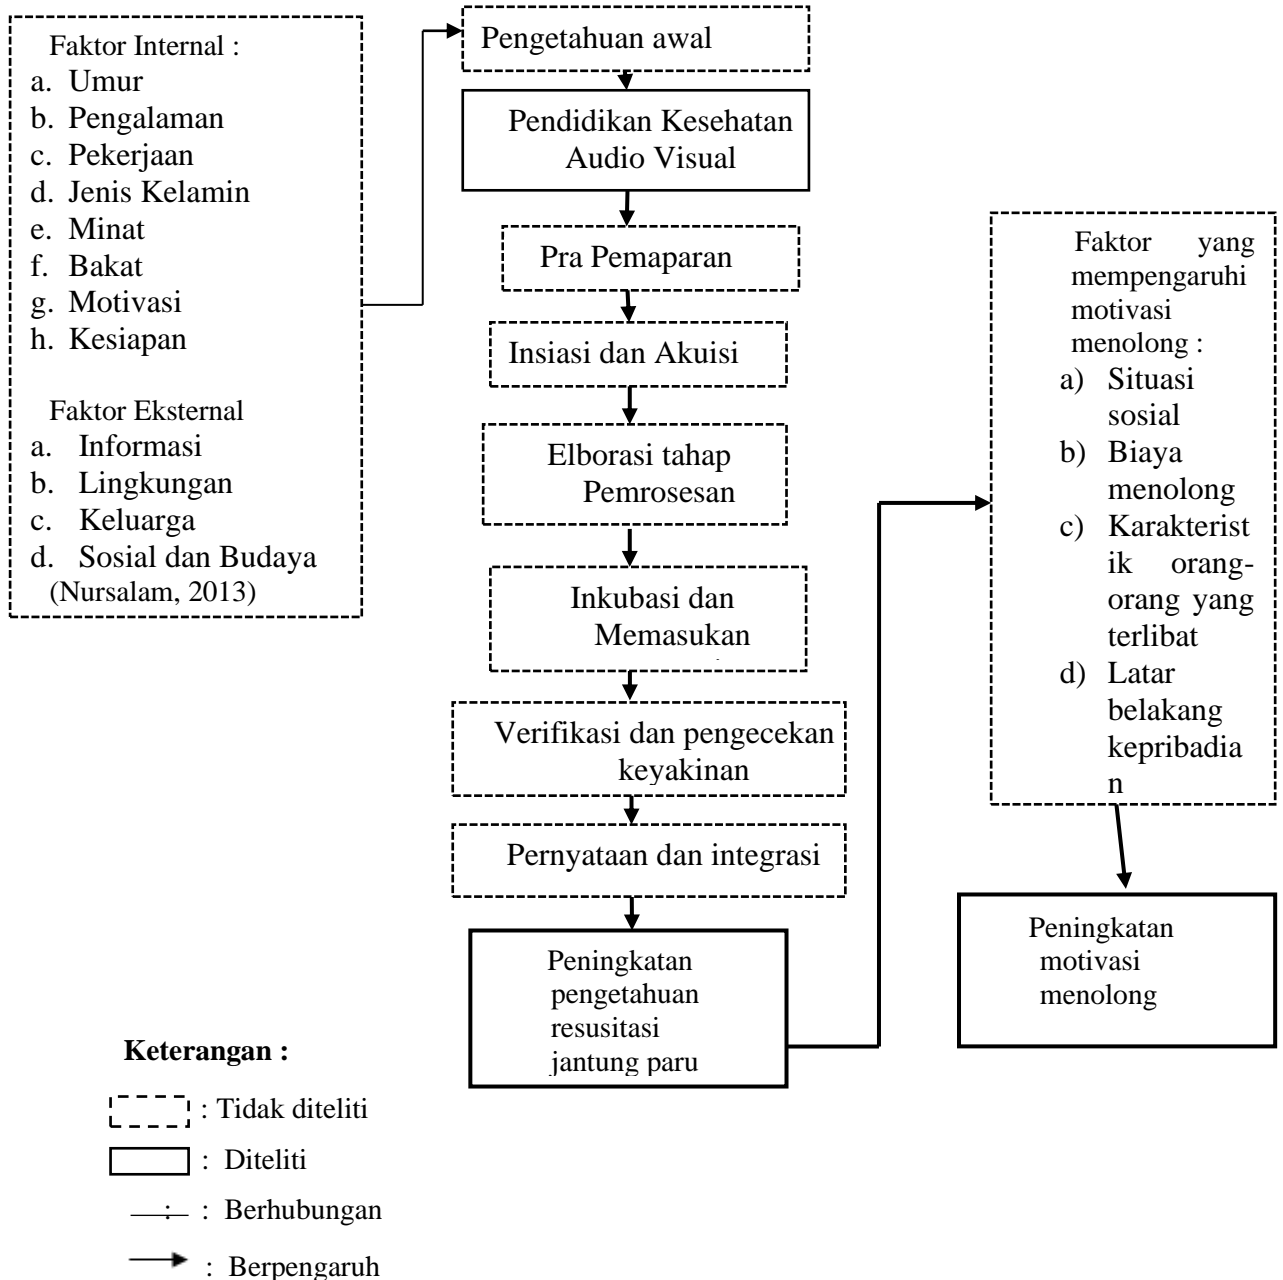 Faktor Internal :
a. Umur
b. Pengalaman
c. Pekerjaan
d. Jenis Kelamin
e. Minat
f. Bakat
g. Motivasi
h. Kesiapan
Faktor Eksternal
a. Informasi
b. Lingkungan
c. Keluarga
d. Sosial dan Budaya
(Nursalam, 2013)
Pengetahuan awal
Pendidikan Kesehatan
Audio Visual
Pra Pemaparan
Insiasi dan Akuisi
Elborasi tahap
Pemrosesan
Inkubasi dan
Memasukan
Verifikasi dan pengecekan
keyakinan
Pernyataan dan integrasi
Peningkatan
pengetahuan
resusitasi
jantung paru
Faktor yang
mempengaruhi
motivasi
menolong :
a) Situasi
sosial
b) Biaya
menolong
c) Karakterist
ik orang-
orang yang
terlibat
d) Latar
belakang
kepribadia
n
Peningkatan
motivasi
menolong
Keterangan :
: Tidak diteliti
: Diteliti
: : Berhubungan
: Berpengaruh